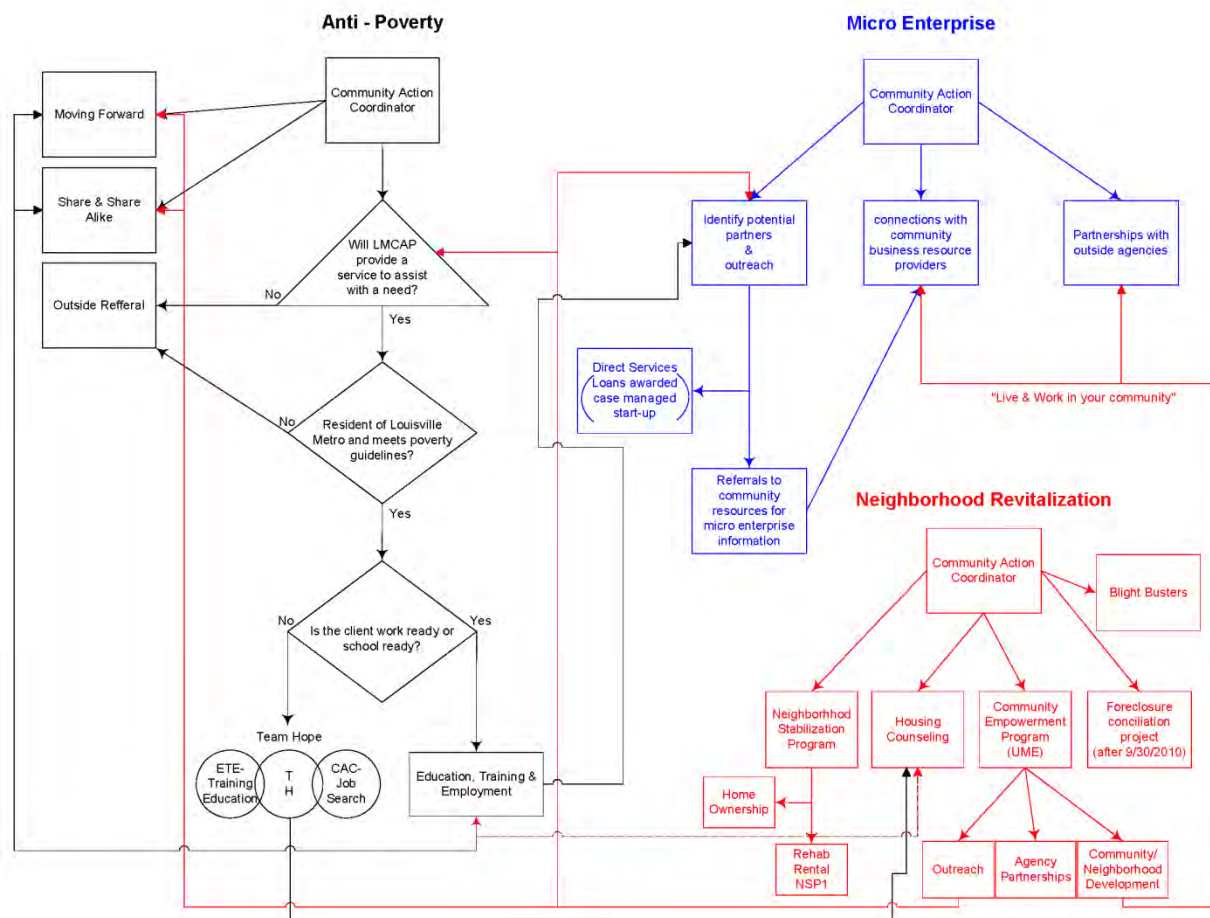 Anti - Poverty
Moving Forward
Community Action
Coordinator
Share & Share
Alike
Will LMCAP
provide a
service to assist
with a need?
No
Outside Refferal
Yes
No
Resident of Louisville
Metro and meets poverty
guidelines?
Yes
No
Yes
Is the client work ready or
school ready?
Team Hope
ETE-
Training
Education
T
H
CAC-
Job
Search
Education, Training &
Employment
Micro Enterprise
Community Action
Coordinator
Identify potential
partners
&
outreach
connections with
community
business resource
providers
Partnerships with
outside agencies
Direct Services
Loans awarded
case managed
start-up
"Live & Work in your community"
Referrals to
community
resources for
micro enterprise
information
Neighborhood Revitalization
Community Action
Coordinator
Blight Busters
Neighborhhod
Stabilization
Program
Housing
Counseling
Community
Empowerment
Program
(UME)
Foreclosure
conciliation
project
(after 9/30/2010)
Home
Ownership
Rehab
Rental
NSP1
Outreach
Agency
Partnerships
Community/
Neighborhood
Development